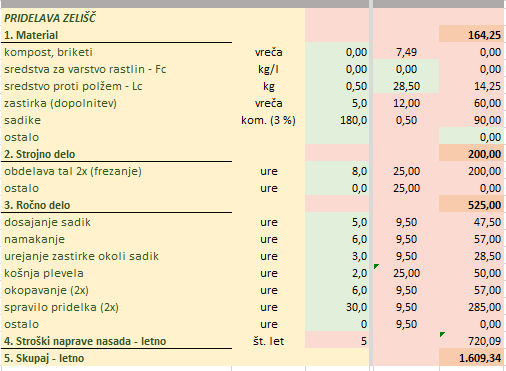 PRIDELAVA ZELIŠČ
1. Material 164,25
kompost, briketi vreča 0,00 7,49 0,00
sredstva za varstvo rastlin - Fc kg/l 0,00 0,00 0,00
sredstvo proti polžem - Lc kg 0,50 28,50 14,25
zastirka (dopolnitev) vreča 5,0 12,00 60,00
sadike kom. (3 %) 180,0 0,50 90,00
ostalo 0,00
2. Strojno delo 200,00
obdelava tal 2x (frezanje) ure 8,0 25,00 200,00
ostalo ure 0,0 25,00 0,00
3. Ročno delo 525,00
dosajanje sadik ure 5,0 9,50 47,50
namakanje ure 6,0 9,50 57,00
urejanje zastirke okoli sadik ure 3,0 9,50 28,50
košnja plevela ure 2,0 25,00 50,00
okopavanje (2x) ure 6,0 9,50 57,00
spravilo pridelka (2x) ure 30,0 9,50 285,00
ostalo ure 0 9,50 0,00
4. Stroški naprave nasada - letno št. let 5 720,09
5. Skupaj - letno 1.609,34